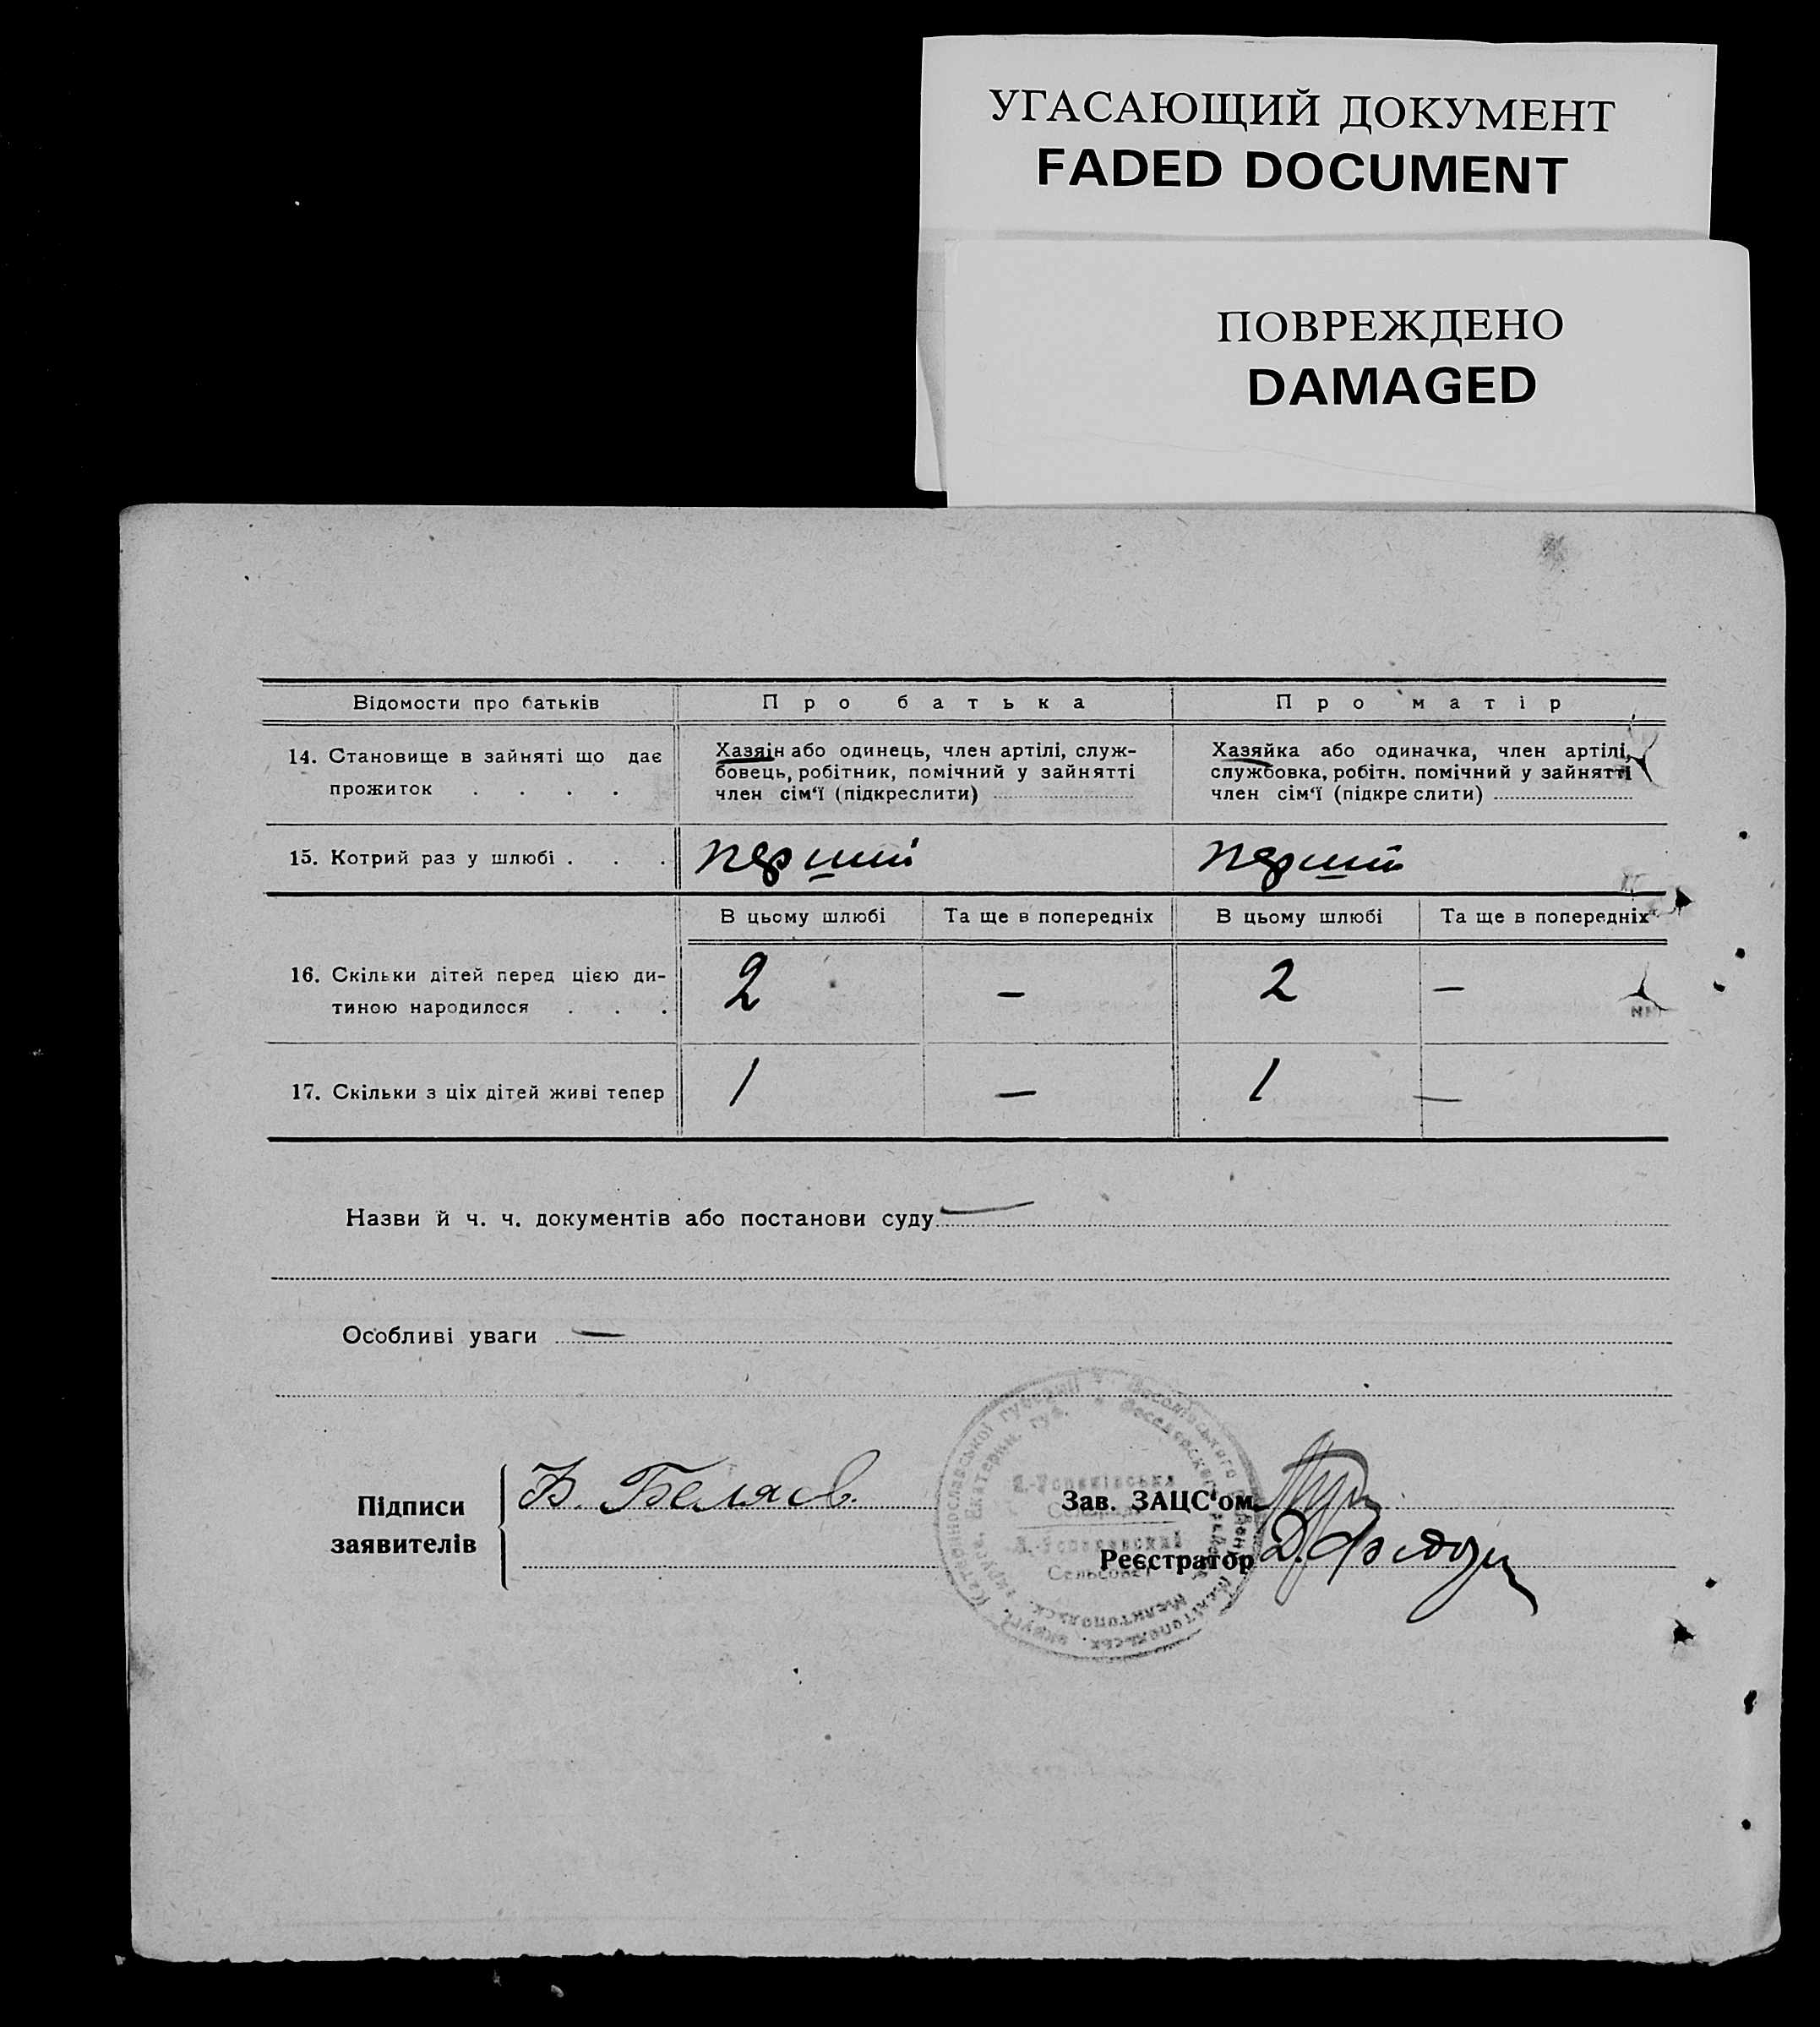 УГАСАЮЩИЙ ДОКУМЕНТ
FADED DOCUMENT
ПОВРЕЖДЕНО
DAMAGED
Відомости про батьків
Про батька
Про матір
14. Становище в зайняті що дає
прожиток . . . .
Хазяін або одинець, член артілі, служ-
бовець, робітник, помічний у зайнятті
член сім‘ї (підкреслити)
Хазяйка або одиначка, член артілі,
службовка, робітн. помічний у зайнятті
член сім‘ї (підкреслити)
15. Котрий раз у шлюбі . . .
перший
перший
В цьому шлюбі
Та ще в попередніх
В цьому шлюбі
Та ще в попередніх
16. Скільки дітей перед цією ди-
тиною народилося . . .
2
—
2
—
17. Скільки з ціх дітей живі тепер
1
—
1
—
Назви й ч. ч. документів або постанови суду —
Особливі уваги —
Підписи
заявителів
Беляев
Зав. ЗАЦС‘ом
Реєстратор Д.
Сельсовет